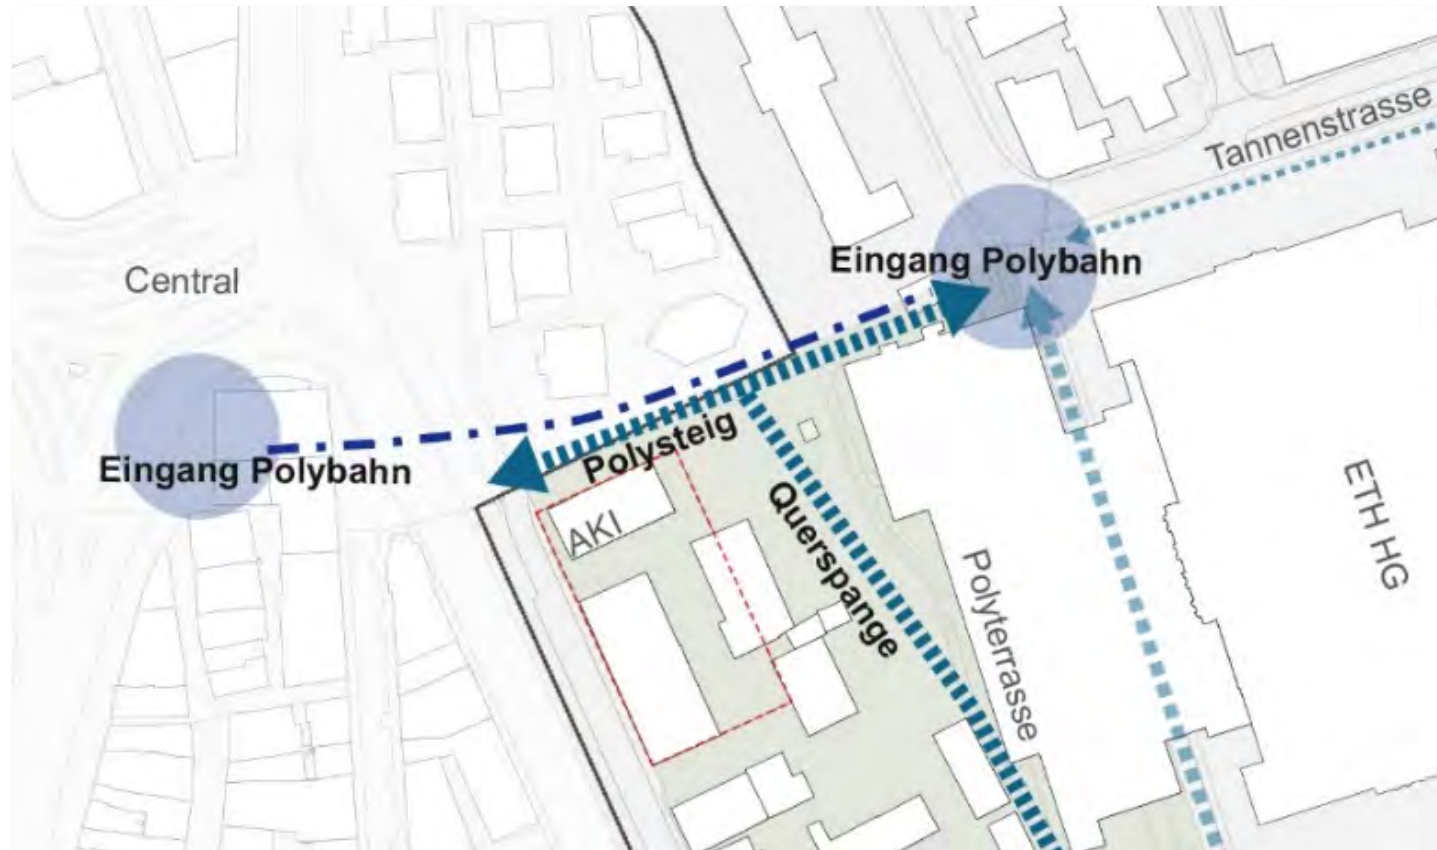 Tannenstrasse
Eingang Polybahn
Central
Polysteig
Eingang Polybahn
AKI
Querspange
Polyterrasse
ETH HG